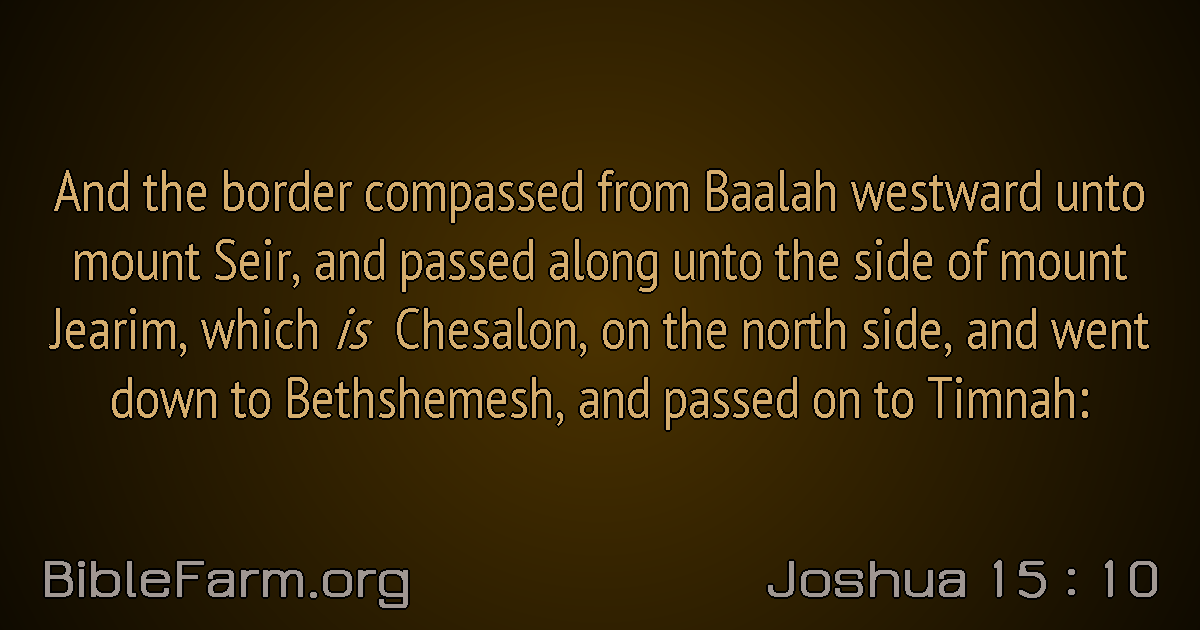 And the border compassed from Baalah westward unto
mount Seir, and passed along unto the side of mount
Jearim, which is Chesalon, on the north side, and went
down to Bethshemesh, and passed on to Timnah:
BibleFarm.org
Joshua 15 : 10